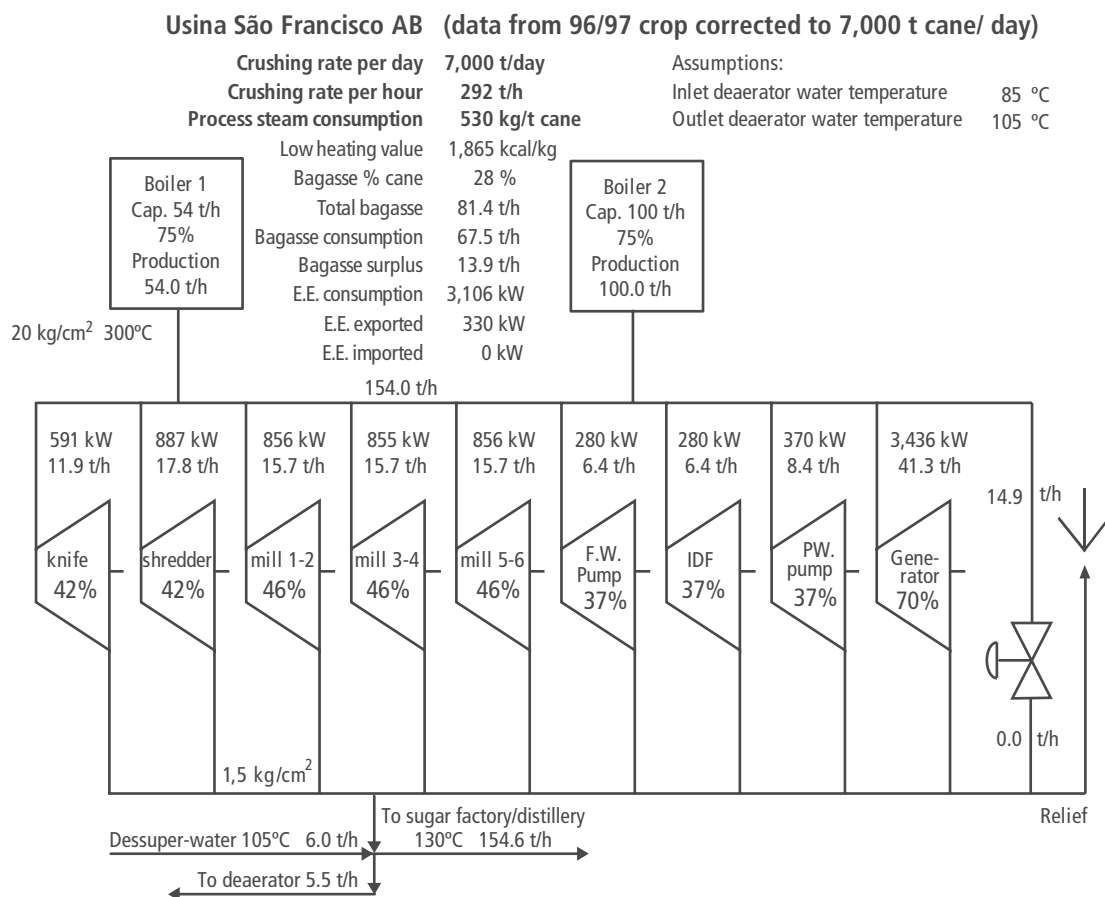 Usina São Francisco AB (data from 96/97 crop corrected to 7,000 t cane/ day)
Crushing rate per day 7,000 t/day
Crushing rate per hour 292 t/h
Process steam consumption 530 kg/t cane
Low heating value 1,865 kcal/kg
Bagasse % cane 28 %
Total bagasse 81.4 t/h
Bagasse consumption 67.5 t/h
Bagasse surplus 13.9 t/h
E.E. consumption 3,106 kW
E.E. exported 330 kW
E.E. imported 0 kW
Assumptions:
Inlet deaerator water temperature 85 ºC
Outlet deaerator water temperature 105 ºC
Boiler 1
Cap. 54 t/h
75%
Production
54.0 t/h
Boiler 2
Cap. 100 t/h
75%
Production
100.0 t/h
20 kg/cm² 300ºC
154.0 t/h
591 kW
11.9 t/h
knife
42%
887 kW
17.8 t/h
shredder
42%
856 kW
15.7 t/h
mill 1-2
46%
855 kW
15.7 t/h
mill 3-4
46%
856 kW
15.7 t/h
mill 5-6
46%
280 kW
6.4 t/h
F.W.
Pump
37%
280 kW
6.4 t/h
IDF
37%
370 kW
8.4 t/h
PW.
pump
37%
3,436 kW
41.3 t/h
Gene-
rator
70%
14.9 t/h
0.0 t/h
Relief
1,5 kg/cm²
To sugar factory/distillery
Dessuper-water 105ºC 6.0 t/h
130ºC 154.6 t/h
To deaerator 5.5 t/h